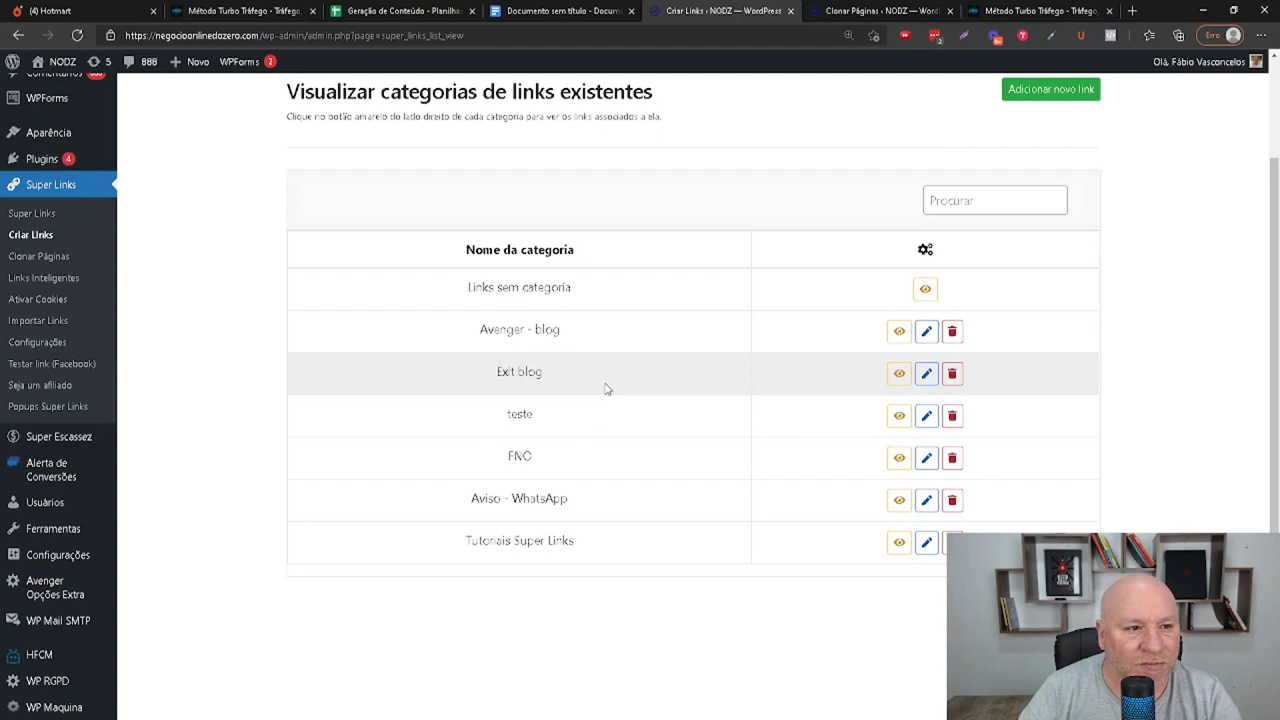 Método Turbo Tráfego - Tráfego,
Geração de Conteúdo - Planilhas
Documento sem título - Docum
Criar Links ‹ NODZ — WordPress
Clonar Páginas ‹ NODZ — Word
Método Turbo Tráfego - Tráfego,
https://negocioonlinedozero.com/wp-admin/admin.php?page=super_links_list_view
Erro
NODZ
5
888
Novo
WPForms
2
Olá, Fábio Vasconcelos
Comentários
WPForms
Aparência
Plugins
4
Super Links
Super Links
Criar Links
Clonar Páginas
Links Inteligentes
Ativar Cookies
Importar Links
Configurações
Testar link (Facebook)
Seja um afiliado
Popups Super Links
Super Escassez
Alerta de
Conversões
Usuários
Ferramentas
Configurações
Avenger
Opções Extra
WP Mail SMTP
HFCM
WP RGPD
WP Maquina
Visualizar categorias de links existentes
Adicionar novo link
Clique no botão amarelo do lado direito de cada categoria para ver os links associados a ela.
Procurar
Nome da categoria
Links sem categoria
Avenger - blog
Exit blog
teste
FNO
Aviso - WhatsApp
Tutoriais Super Links